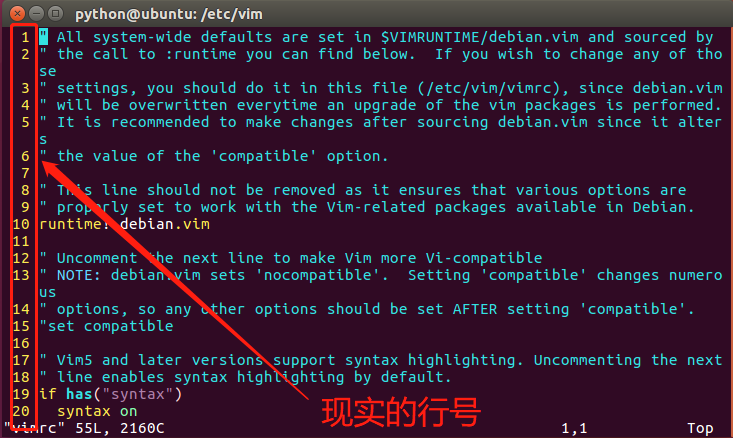 python@ubuntu: /etc/vim
1 " All system-wide defaults are set in $VIMRUNTIME/debian.vim and sourced by
2 " the call to :runtime you can find below.  If you wish to change any of tho
se
3 " settings, you should do it in this file (/etc/vim/vimrc), since debian.vim
4 " will be overwritten everytime an upgrade of the vim packages is performed.
5 " It is recommended to make changes after sourcing debian.vim since it alter
s
6 " the value of the 'compatible' option.
7
8 " This line should not be removed as it ensures that various options are
9 " properly set to work with the Vim-related packages available in Debian.
10 runtime! debian.vim
11
12 " Uncomment the next line to make Vim more Vi-compatible
13 " NOTE: debian.vim sets 'nocompatible'.  Setting 'compatible' changes numero
us
14 " options, so any other options should be set AFTER setting 'compatible'.
15 "set compatible
16
17 " Vim5 and later versions support syntax highlighting. Uncommenting the next
18 " line enables syntax highlighting by default.
19 if has("syntax")
20   syntax on
现实的行号
"vimrc" 55L, 2160C 1,1 Top